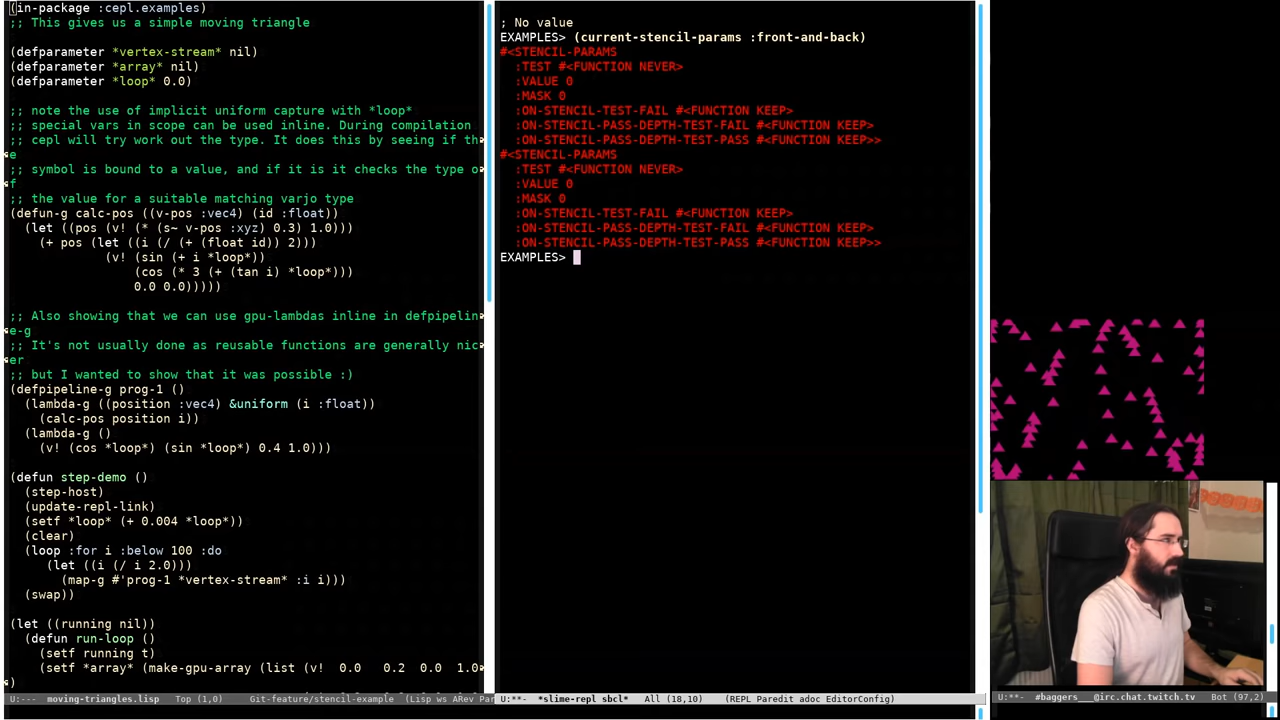 (in-package :cepl.examples)
;; This gives us a simple moving triangle
(defparameter *vertex-stream* nil)
(defparameter *array* nil)
(defparameter *loop* 0.0)
;; note the use of implicit uniform capture with *loop*
;; special vars in scope can be used inline. During compilation
;; cepl will try work out the type. It does this by seeing if th
e
;; symbol is bound to a value, and if it is it checks the type o
f
;; the value for a suitable matching varjo type
(defun-g calc-pos ((v-pos :vec4) (id :float))
(let ((pos (v! (* (s~ v-pos :xyz) 0.3) 1.0)))
(+ pos (let ((i (/ (+ (float id)) 2)))
(v! (sin (+ i *loop*))
(cos (* 3 (+ (tan i) *loop*)))
0.0 0.0)))))
;; Also showing that we can use gpu-lambdas inline in defpipelin
e-g
;; It's not usually done as reusable functions are generally nic
er
;; but I wanted to show that it was possible :)
(defpipeline-g prog-1 ()
(lambda-g ((position :vec4) &uniform (i :float))
(calc-pos position i))
(lambda-g ()
(v! (cos *loop*) (sin *loop*) 0.4 1.0)))
(defun step-demo ()
(step-host)
(update-repl-link)
(setf *loop* (+ 0.004 *loop*))
(clear)
(loop :for i :below 100 :do
(let ((i (/ i 2.0)))
(map-g #'prog-1 *vertex-stream* :i i)))
(swap))
(let ((running nil))
(defun run-loop ()
(setf running t)
(setf *array* (make-gpu-array (list (v!  0.0   0.2  0.0  1.0
)
U:---  moving-triangles.lisp   Top (1,0)     Git-feature/stencil-example  (Lisp ws ARev Par
; No value
EXAMPLES> (current-stencil-params :front-and-back)
#<STENCIL-PARAMS
:TEST #<FUNCTION NEVER>
:VALUE 0
:MASK 0
:ON-STENCIL-TEST-FAIL #<FUNCTION KEEP>
:ON-STENCIL-PASS-DEPTH-TEST-FAIL #<FUNCTION KEEP>
:ON-STENCIL-PASS-DEPTH-TEST-PASS #<FUNCTION KEEP>>
#<STENCIL-PARAMS
:TEST #<FUNCTION NEVER>
:VALUE 0
:MASK 0
:ON-STENCIL-TEST-FAIL #<FUNCTION KEEP>
:ON-STENCIL-PASS-DEPTH-TEST-FAIL #<FUNCTION KEEP>
:ON-STENCIL-PASS-DEPTH-TEST-PASS #<FUNCTION KEEP>>
EXAMPLES>
U:**-  *slime-repl sbcl*   All (18,10)    (REPL Paredit adoc EditorConfig)
U:**-  #baggers___@irc.chat.twitch.tv   Bot (97,2)